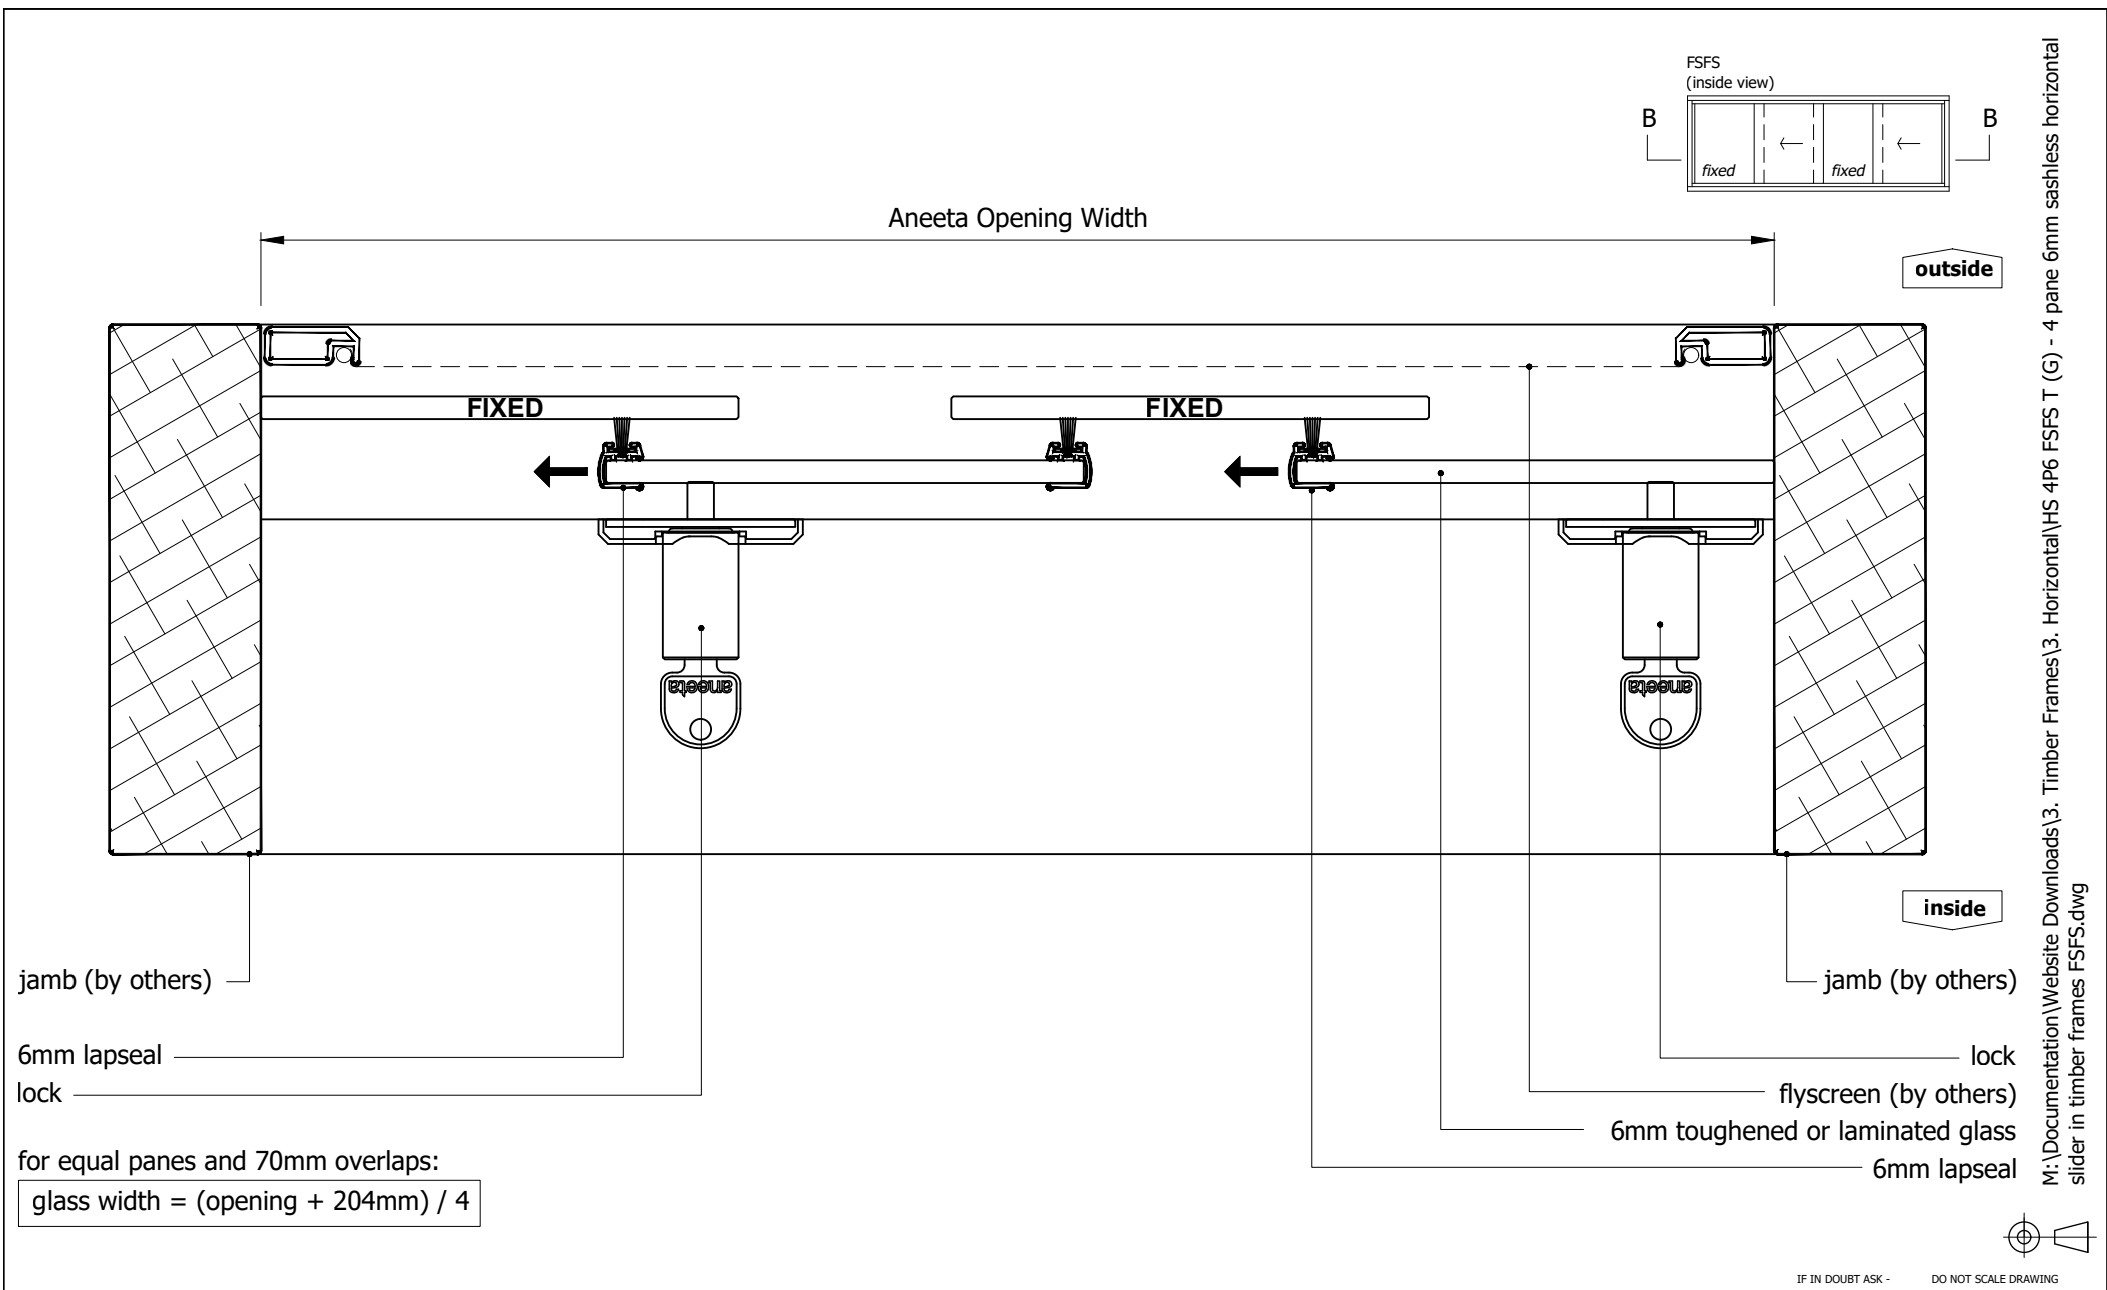 FSFS
(inside view)
B
B
fixed
fixed
Aneeta Opening Width
outside
FIXED
FIXED
aneeta
aneeta
inside
jamb (by others)
jamb (by others)
6mm lapseal
lock
lock
flyscreen (by others)
6mm toughened or laminated glass
6mm lapseal
for equal panes and 70mm overlaps:
glass width = (opening + 204mm) / 4
M:\Documentation\Website Downloads\3. Timber Frames\3. Horizontal\HS 4P6 FSFS T (G) - 4 pane 6mm sashless horizontal
slider in timber frames FSFS.dwg
IF IN DOUBT ASK - DO NOT SCALE DRAWING